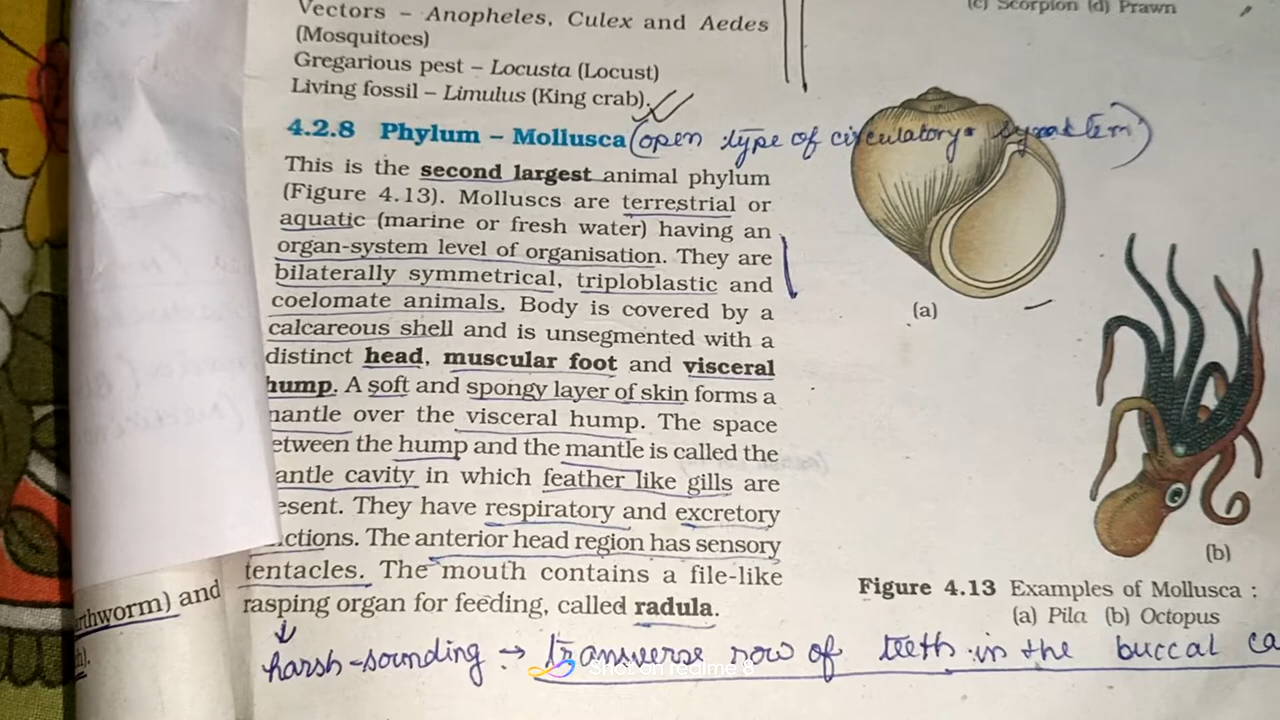 Vectors – Anopheles, Culex and Aedes
(Mosquitoes)
Gregarious pest – Locusta (Locust)
Living fossil – Limulus (King crab).
4.2.8 Phylum – Mollusca (open type of circulatory system)
This is the second largest animal phylum
(Figure 4.13). Molluscs are terrestrial or
aquatic (marine or fresh water) having an
organ-system level of organisation. They are
bilaterally symmetrical, triploblastic and
coelomate animals. Body is covered by a
calcareous shell and is unsegmented with a
distinct head, muscular foot and visceral
hump. A soft and spongy layer of skin forms a
mantle over the visceral hump. The space
etween the hump and the mantle is called the
antle cavity in which feather like gills are
esent. They have respiratory and excretory
ctions. The anterior head region has sensory
tentacles. The mouth contains a file-like
rasping organ for feeding, called radula.
harsh-sounding → transverse row of teeth in the buccal ca
Shot on realme 8
rthworm) and
h).
(c) Scorpion (d) Prawn
(a)
(b)
Figure 4.13 Examples of Mollusca :
(a) Pila (b) Octopus